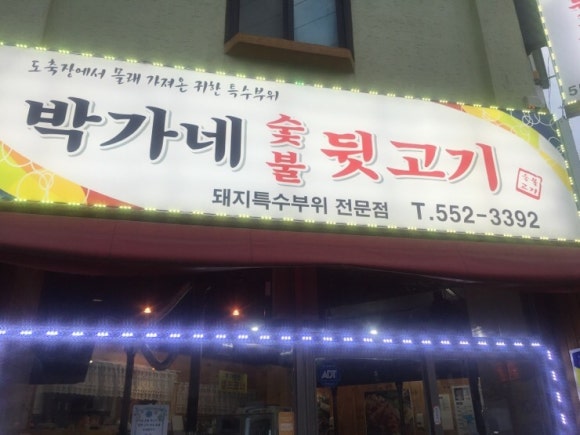 도축장에서 몰래 가져온 귀한 특수부위
박가네 숯불 뒷고기
돼지특수부위 전문점 T.552-3392
ADT